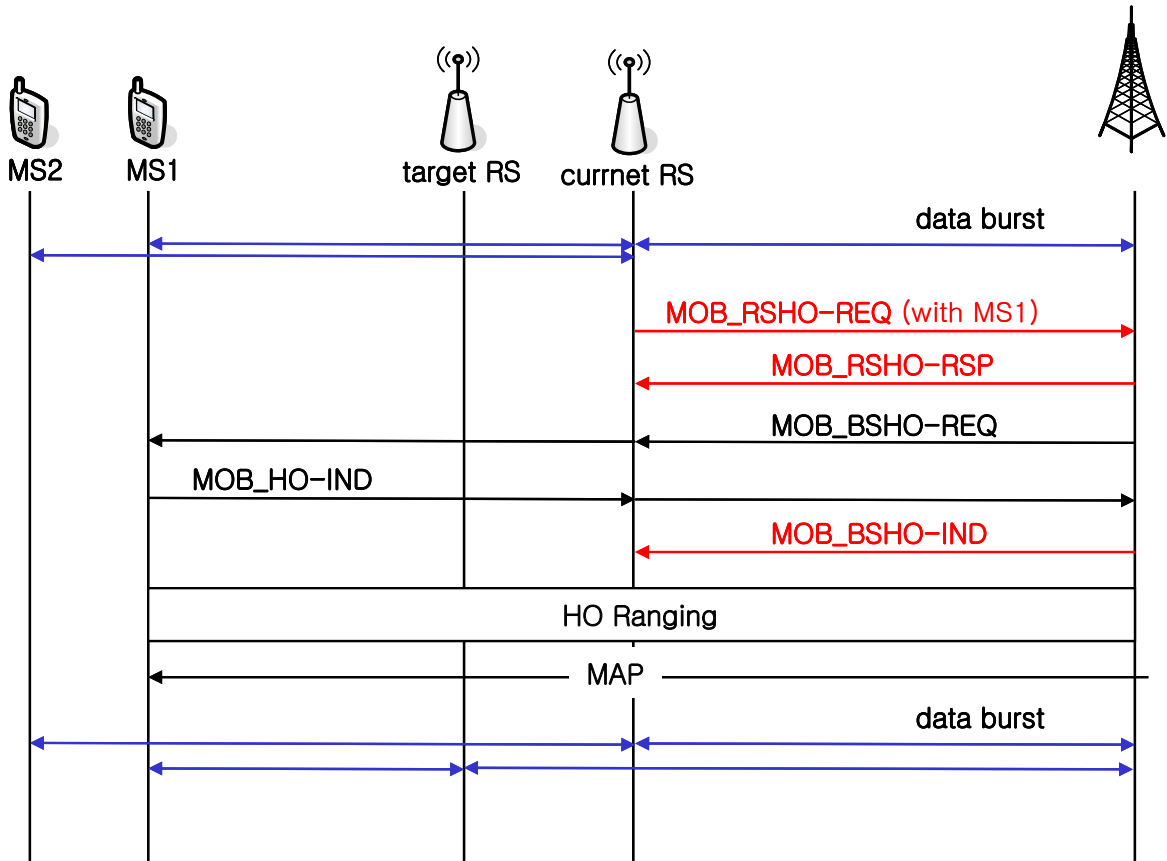 MS2
MS1
target RS
currnet RS
data burst
MOB_RSHO-REQ (with MS1)
MOB_RSHO-RSP
MOB_BSHO-REQ
MOB_HO-IND
MOB_BSHO-IND
HO Ranging
MAP
data burst